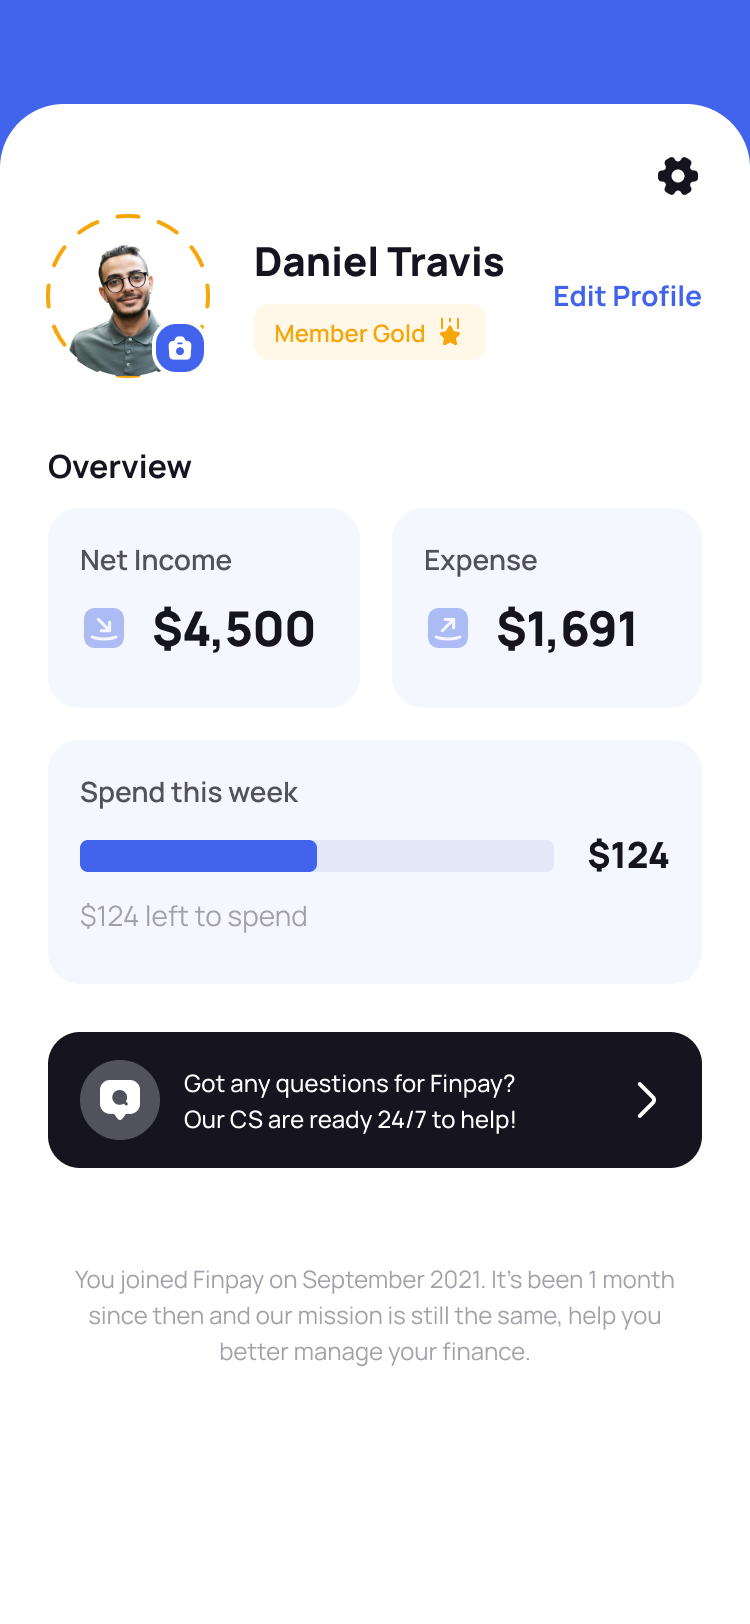 Daniel Travis
Member Gold
Edit Profile
Overview
Net Income
$4,500
Expense
$1,691
Spend this week
$124
$124 left to spend
Got any questions for Finpay?
Our CS are ready 24/7 to help!
You joined Finpay on September 2021. It’s been 1 month
since then and our mission is still the same, help you
better manage your finance.